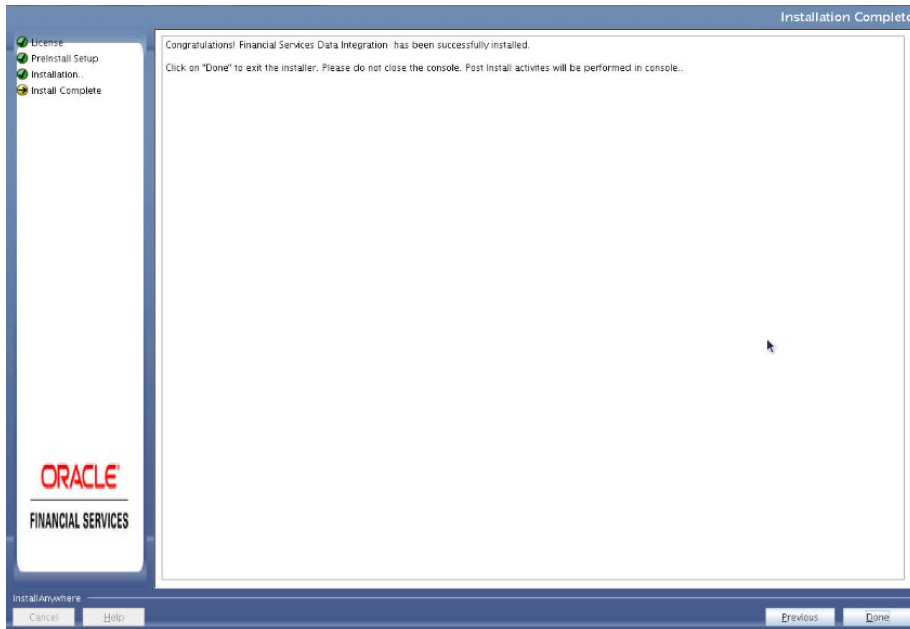 Installation Complete
License
Preinstall Setup
Installation..
Install Complete
Congratulations! Financial Services Data Integration has been successfully installed.
Click on "Done" to exit the installer. Please do not close the console. Post Install activites will be performed in console..
ORACLE'
FINANCIAL SERVICES
InstallAnywhere
Cancel
Help
Previous
Done